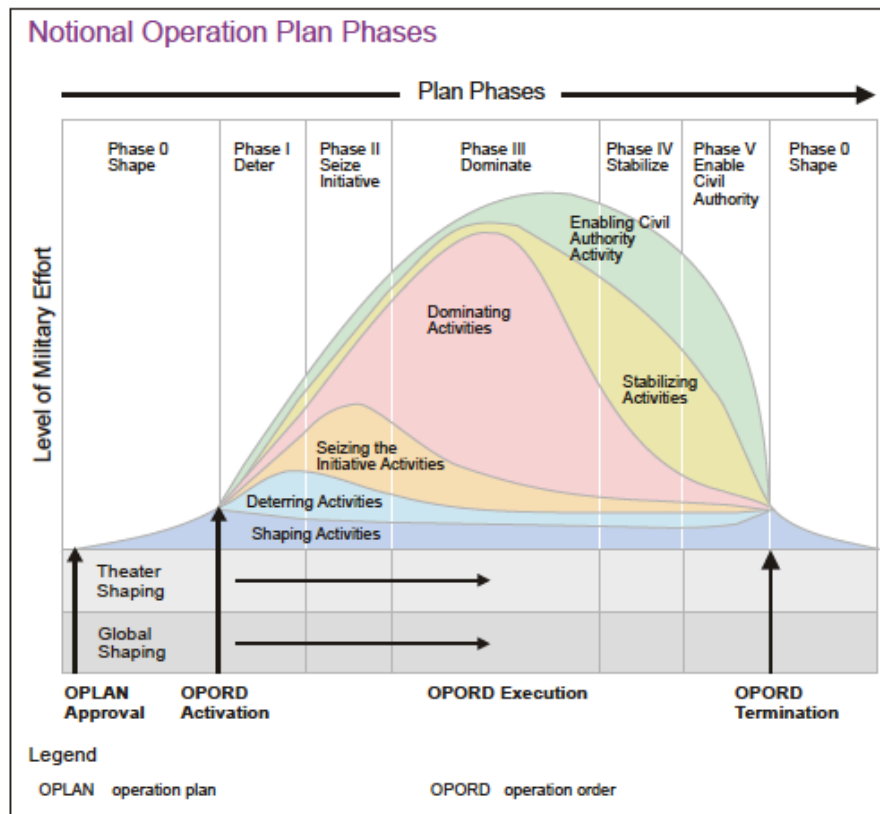 Notional Operation Plan Phases
Plan Phases
Phase 0
Shape
Phase I
Deter
Phase II
Seize
Initiative
Phase III
Dominate
Phase IV
Stabilize
Phase V
Enable
Civil
Authority
Phase 0
Shape
Level of Military Effort
Enabling Civil
Authority
Activity
Dominating
Activities
Stabilizing
Activities
Seizing the
Initiative Activities
Deterring Activities
Shaping Activities
Theater
Shaping
Global
Shaping
OPLAN
Approval
OPORD
Activation
OPORD Execution
OPORD
Termination
Legend
OPLAN operation plan
OPORD operation order